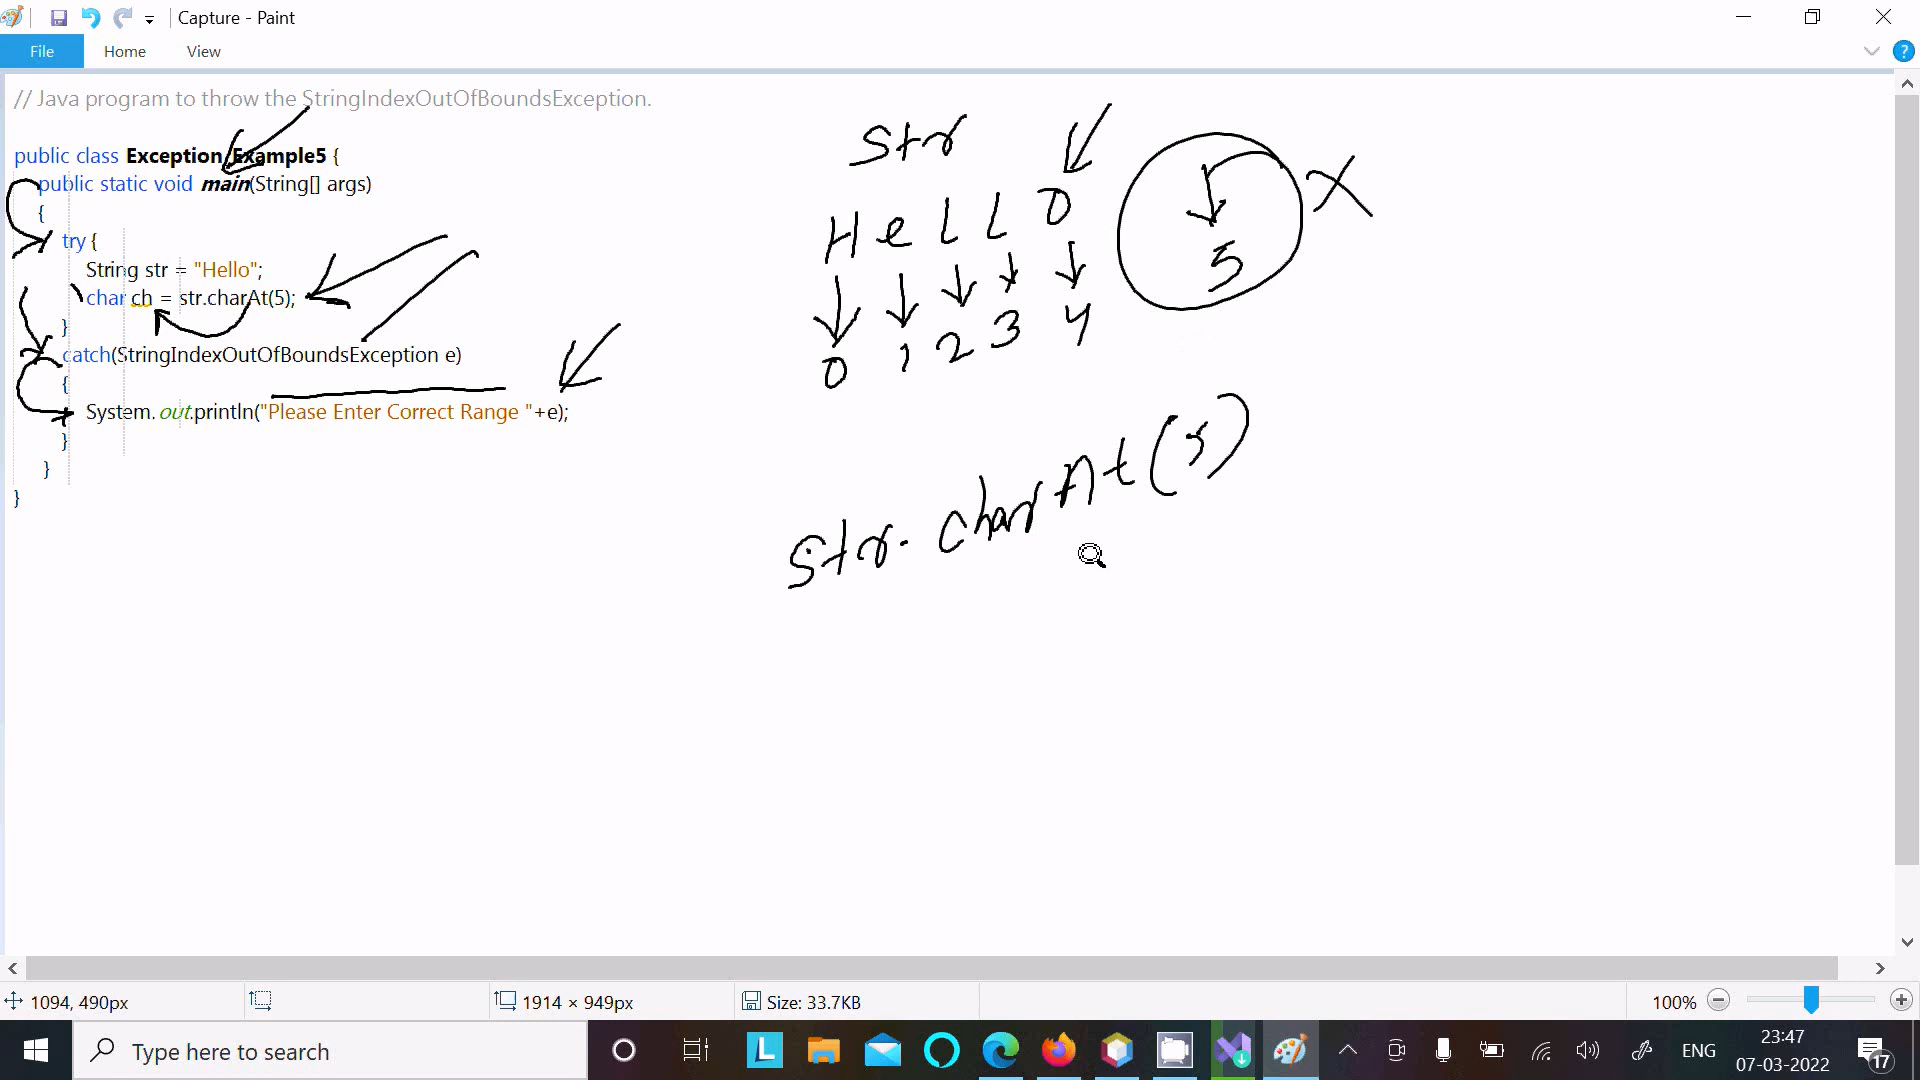 Capture - Paint
File Home View
// Java program to throw the StringIndexOutOfBoundsException.
public class Exception_Example5 {
public static void main(String[] args)
{
try {
String str = "Hello";
char ch = str.charAt(5);
}
catch(StringIndexOutOfBoundsException e)
{
System.out.println("Please Enter Correct Range "+e);
}
}
}
Str
H e L L O
0 1 2 3 4
5 X
Str. charAt(5)
1094, 490px
1914 × 949px
Size: 33.7KB
100%
Type here to search
L
ENG
23:47
07-03-2022
17